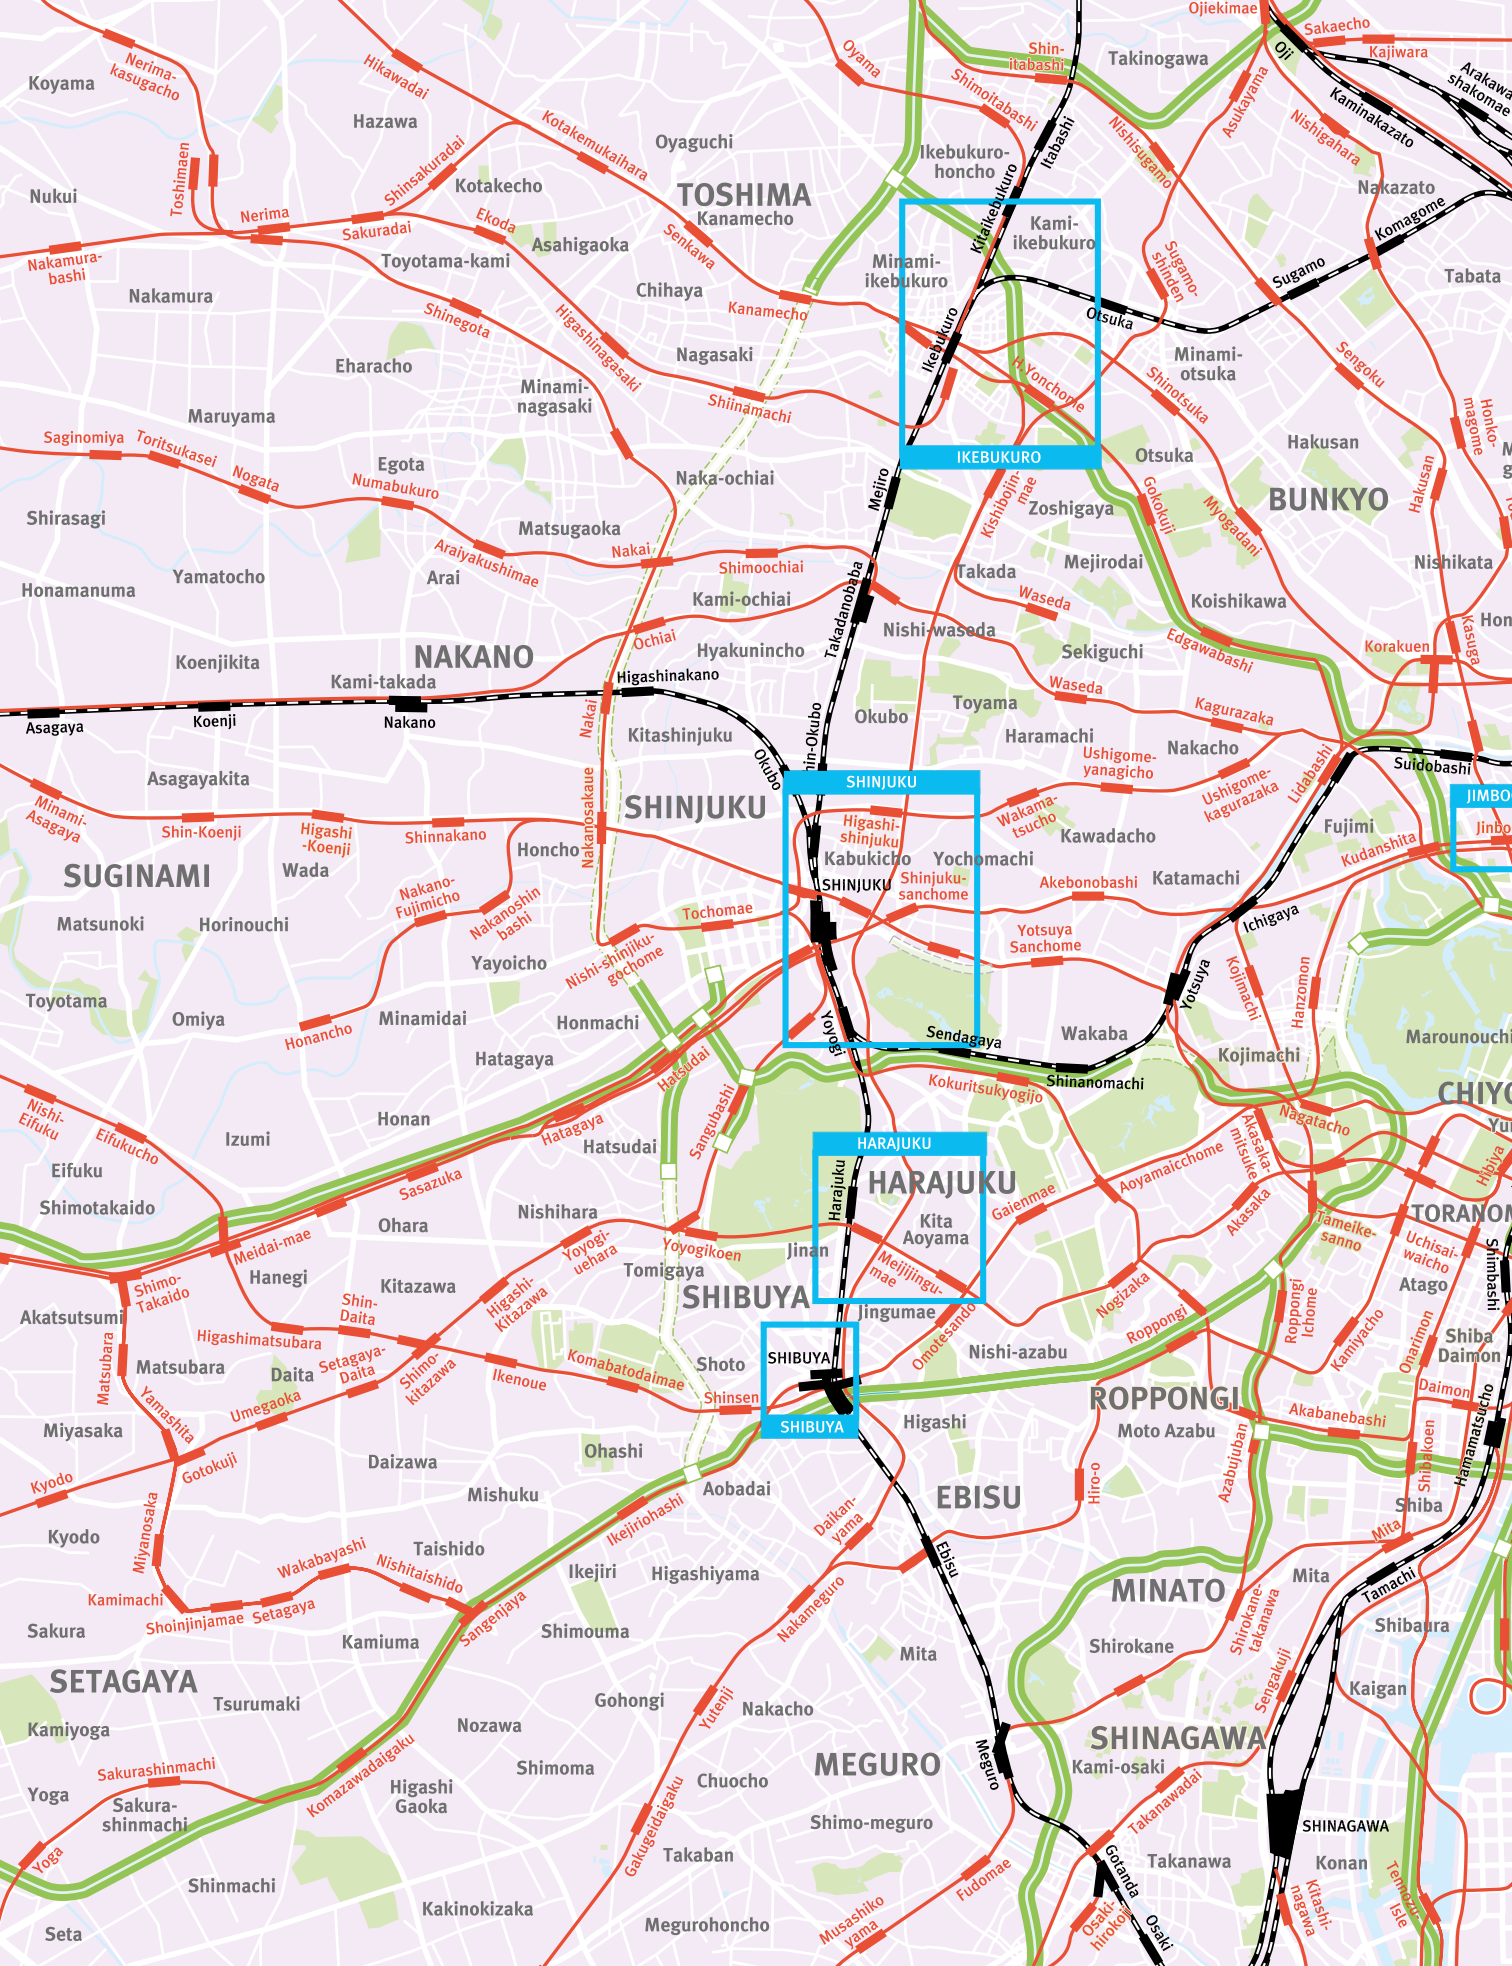 Ojiekimae
Sakaecho
Kajiwara
Oji
Takinogawa
Shin-
itabashi
Oyama
Shimoitabashi
Koyama
Nerima-
kasugacho
Hikawadai
Arakawa
shakomae
Kaminakazato
Asukayama
Nishigahara
Nishisugamo
Itabashi
Hazawa
Kotakemukaihara
Oyaguchi
Ikebukuro-
honcho
Nakazato
Komagome
Toshimaen
Shinsakuradai
Kotakecho
TOSHIMA
Kanamecho
Senkawa
Nukui
Nerima
Sakuradai
Ekoda
Asahigaoka
Kitaikebukuro
Kami-
ikebukuro
Minami-
ikebukuro
Sugamo-
shinden
Sugamo
Tabata
Nakamura-
bashi
Toyotama-kami
Nakamura
Chihaya
Kanamecho
Otsuka
Shinegota
Higashinagasaki
Ikebukuro
Nagasaki
Minami-
otsuka
Sengoku
Eharacho
Minami-
nagasaki
Shiinamachi
H.Yonchome
Shinotsuka
Maruyama
Honko-
magome
Saginomiya
Toritsukasei
Nogata
IKEBUKURO
Otsuka
Hakusan
Egota
Numabukuro
Naka-ochiai
Mejiro
Kishibojin-
mae
Zoshigaya
Gokokuji
Myogadani
BUNKYO
Hakusan
Shirasagi
Matsugaoka
Araiyakushimae
Nakai
Shimoochiai
Mejirodai
Nishikata
Honamanuma
Yamatocho
Arai
Kami-ochiai
Takadanobaba
Takada
Waseda
Koishikawa
Nishi-waseda
Ochiai
Hyakunincho
Sekiguchi
Edgawabashi
Korakuen
Kasuga
Koenjikita
NAKANO
Kami-takada
Higashinakano
Waseda
Asagaya
Koenji
Nakano
Nakai
Kitashinjuku
Okubo
Okubo
Toyama
Haramachi
Kagurazaka
Nakacho
Asagayakita
Ushigome-
yanagicho
Ushigome-
kagurazaka
Lidabashi
Suidobashi
Minami-
Asagaya
Shin-Koenji
Higashi
-Koenji
Shinnakano
Nakanosakaue
SHINJUKU
SHINJUKU
Higashi-
shinjuku
Wakama-
tsucho
Kawadacho
Fujimi
Kudanshita
SUGINAMI
Wada
Honcho
Kabukicho
Yochomachi
SHINJUKU
Shinjuku-
sanchome
Akebonobashi
Katamachi
Nakano-
Fujimicho
Nakanoshin
bashi
Tochomae
Matsunoki
Horinouchi
Yotsuya
Sanchome
Ichigaya
Yayoicho
Nishi-shinjiku-
gochome
Yotsuya
Kojimachi
Hanzomon
Toyotama
Omiya
Honancho
Minamidai
Honmachi
Yoyogi
Sendagaya
Wakaba
Kojimachi
Marounouchi
Hatagaya
Hatsudai
Shinanomachi
Kokuritsukyogijo
Nishi-
Eifuku
Eifukucho
Izumi
Honan
Hatagaya
Hatsudai
Sangubashi
Nagatacho
HARAJUKU
Harajuku
HARAJUKU
Gaienmae
Aoyamaicchome
Akasaka-
mitsuke
Akasaka
Hibiya
Eifuku
Shimotakaido
Sasazuka
Ohara
Nishihara
Meidai-mae
Yoyogi-
uehara
Yoyogikoen
Jinan
Kita
Aoyama
Meijijingu-
mae
Tameike-
sanno
Uchisai-
waicho
Shimbashi
Shimo-
Takaido
Hanegi
Kitazawa
Higashi-
Kitazawa
Tomigaya
SHIBUYA
Jingumae
Nogizaka
Roppongi
Roppongi
Ichome
Atago
Akatsutsumi
Shin-
Daita
Higashimatsubara
Omotesando
Nishi-azabu
Kamiyacho
Onarimon
Shiba
Daimon
Matsubara
Matsubara
Daita
Setagaya-
Daita
Shimo-
kitazawa
Ikenoue
Komabatodaimae
Shoto
SHIBUYA
Shinsen
SHIBUYA
Daimon
Hamamatsucho
ROPPONGI
Moto Azabu
Akabanebashi
Yamashita
Umegaoka
Miyasaka
Gotokuji
Higashi
Azabujuban
Shibakoen
Kyodo
Daizawa
Ohashi
Mishuku
Aobadai
EBISU
Hiro-o
Shiba
Kyodo
Miyanosaka
Ikejiriohashi
Daikan-
yama
Ebisu
Mita
Taishido
Wakabayashi
Nishitaishido
Ikejiri
Higashiyama
MINATO
Mita
Tamachi
Kamimachi
Shoinjinjamae
Setagaya
Sangenjaya
Nakameguro
Shirokane-
takanawa
Shibaura
Sakura
Kamiuma
Shimouma
Mita
Shirokane
Sengakuji
Kaigan
SETAGAYA
Tsurumaki
Gohongi
Yutenji
Nakacho
Kamiyoga
Nozawa
Meguro
SHINAGAWA
Kami-osaki
Sakurashinmachi
Komazawadaigaku
Shimoma
MEGURO
Chuocho
Takanawadai
Yoga
Sakura-
shinmachi
Higashi
Gaoka
Gakugeidaigaku
Shimo-meguro
SHINAGAWA
Yoga
Takaban
Fudomae
Gotanda
Takanawa
Konan
Shinmachi
Kakinokizaka
Megurohoncho
Musashiko
yama
Osaki-
hirokoji
Osaki
Kitashi-
nagawa
Tennozu-
Isle
Seta